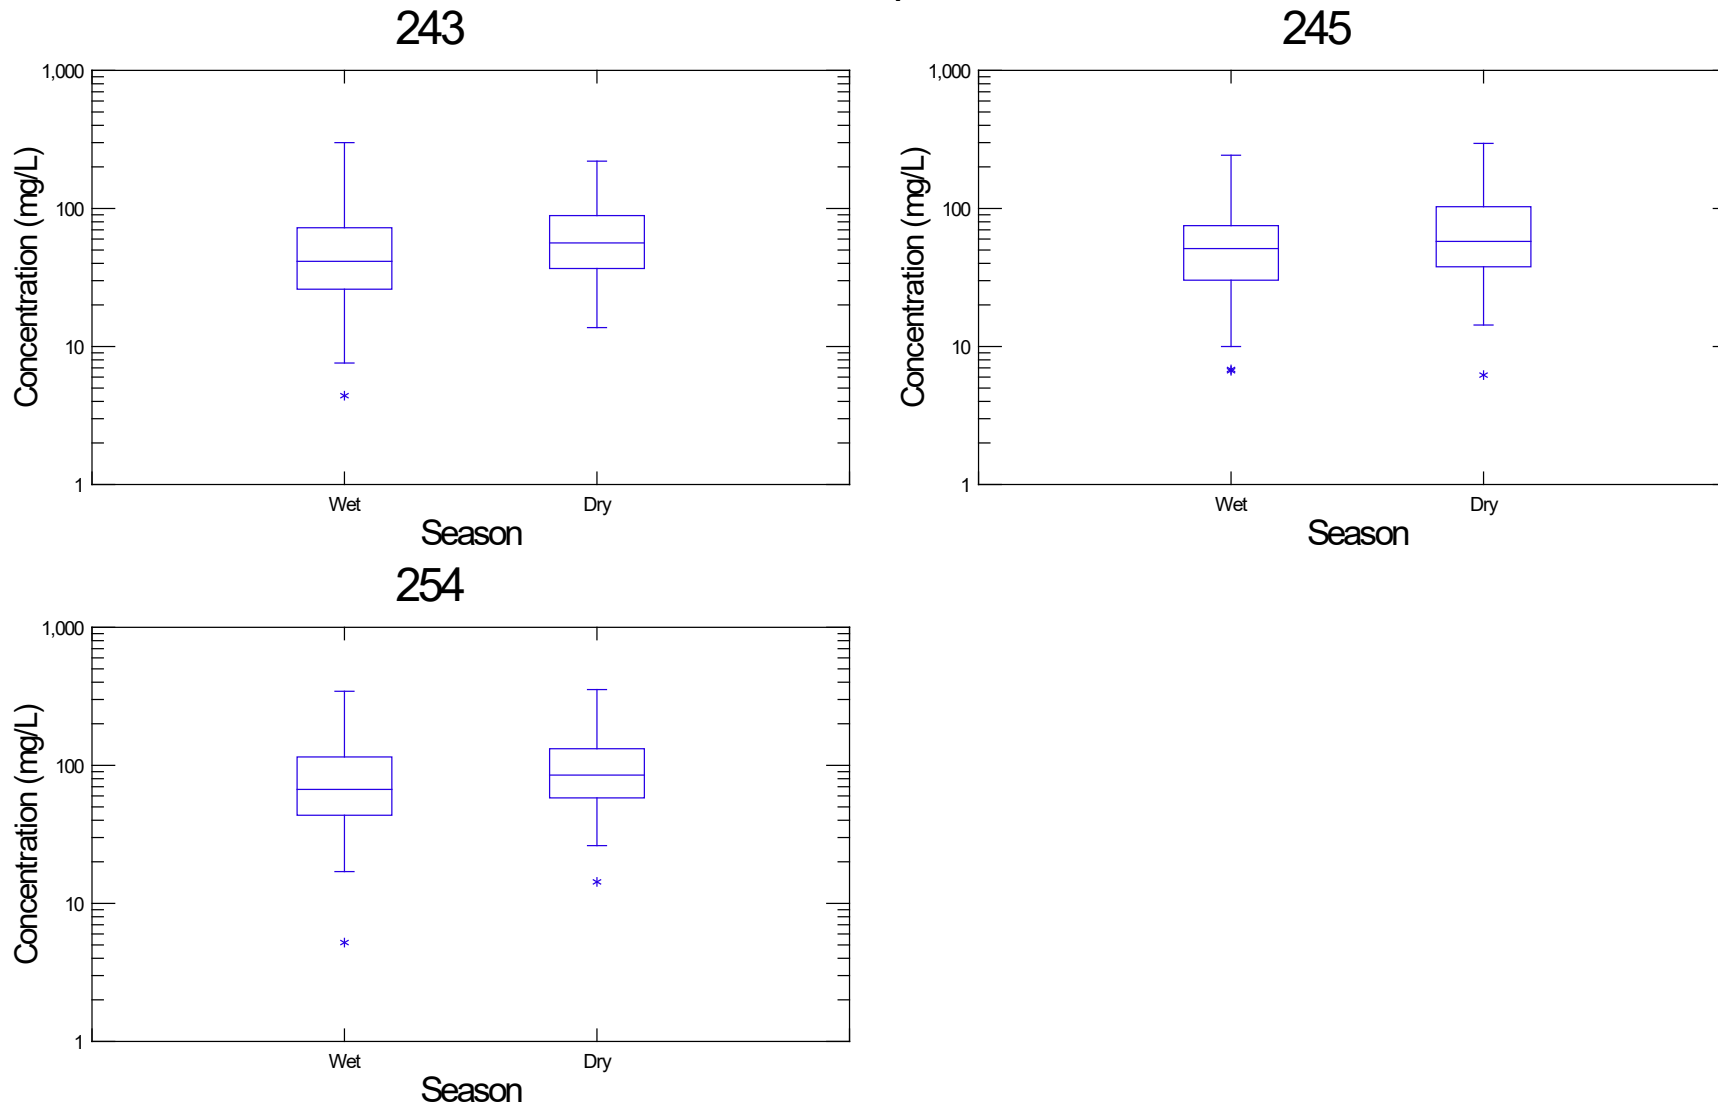 243
1,000
100
10
1
Concentration (mg/L)
Wet
Dry
Season
245
1,000
100
10
1
Concentration (mg/L)
Wet
Dry
Season
254
1,000
100
10
1
Concentration (mg/L)
Wet
Dry
Season